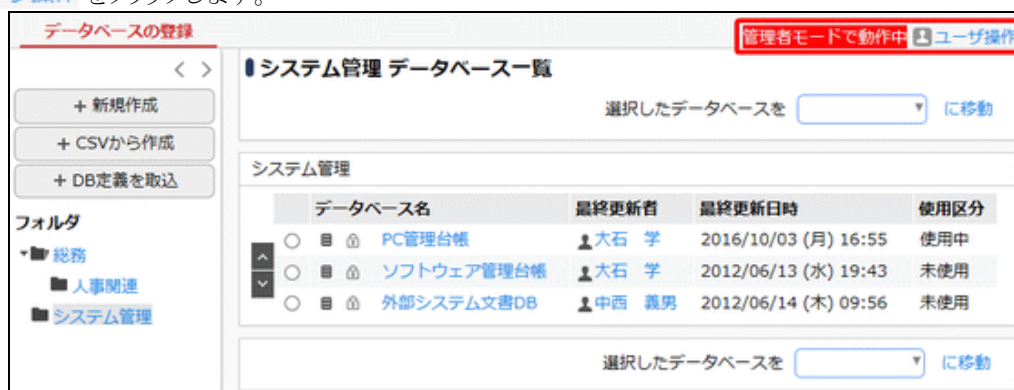 をクリックします。
データベースの登録
管理者モードで動作中 ユーザ操作
< >
システム管理 データベース一覧
+ 新規作成
選択したデータベースを に移動
+ CSVから作成
+ DB定義を取込
システム管理
データベース名 最終更新者 最終更新日時 使用区分
フォルダ
PC管理台帳 大石 学 2016/10/03 (月) 16:55 使用中
総務
ソフトウェア管理台帳 大石 学 2012/06/13 (水) 19:43 未使用
人事関連
外部システム文書DB 中西 義男 2012/06/14 (木) 09:56 未使用
システム管理
選択したデータベースを に移動